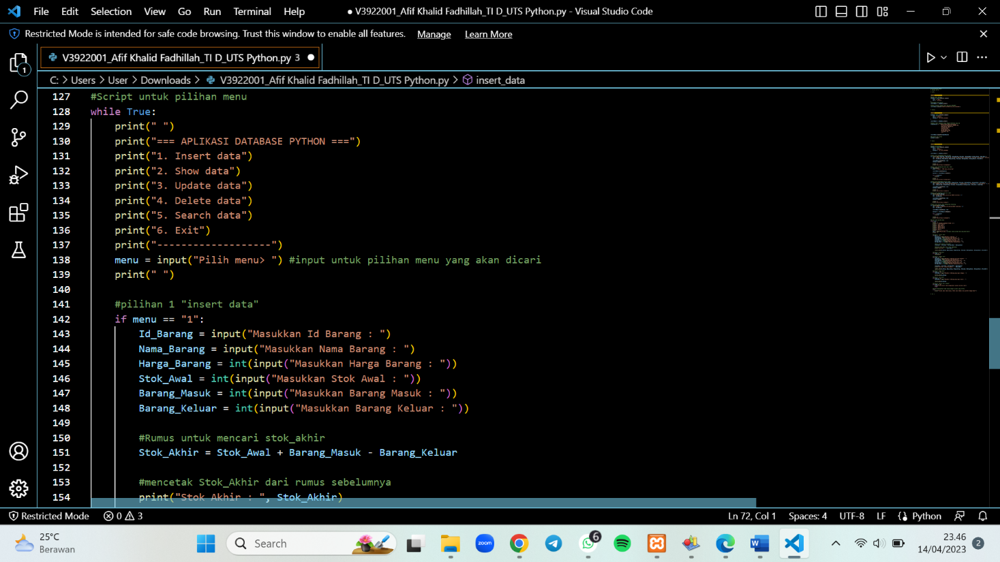 File Edit Selection View Go Run Terminal Help
● V3922001_Afif Khalid Fadhillah_TI D_UTS Python.py - Visual Studio Code
Restricted Mode is intended for safe code browsing. Trust this window to enable all features. Manage Learn More
V3922001_Afif Khalid Fadhillah_TI D_UTS Python.py 3 ●
1
C: > Users > User > Downloads > V3922001_Afif Khalid Fadhillah_TI D_UTS Python.py > insert_data
127 #Script untuk pilihan menu
128 while True:
129     print(" ")
130     print("=== APLIKASI DATABASE PYTHON ===")
131     print("1. Insert data")
132     print("2. Show data")
133     print("3. Update data")
134     print("4. Delete data")
135     print("5. Search data")
136     print("6. Exit")
137     print("-------------------")
138     menu = input("Pilih menu> ") #input untuk pilihan menu yang akan dicari
139     print(" ")
140
141     #pilihan 1 "insert data"
142     if menu == "1":
143         Id_Barang = input("Masukkan Id Barang : ")
144         Nama_Barang = input("Masukkan Nama Barang : ")
145         Harga_Barang = int(input("Masukkan Harga Barang : "))
146         Stok_Awal = int(input("Masukkan Stok Awal : "))
147         Barang_Masuk = int(input("Masukkan Barang Masuk : "))
148         Barang_Keluar = int(input("Masukkan Barang Keluar : "))
149
150         #Rumus untuk mencari stok_akhir
151         Stok_Akhir = Stok_Awal + Barang_Masuk - Barang_Keluar
152
153         #mencetak Stok_Akhir dari rumus sebelumnya
154         print("Stok Akhir : ", Stok_Akhir)
Restricted Mode 0 3 Ln 72, Col 1 Spaces: 4 UTF-8 LF {} Python
25°C
Berawan
Search
zoom
6
23.46
14/04/2023
2